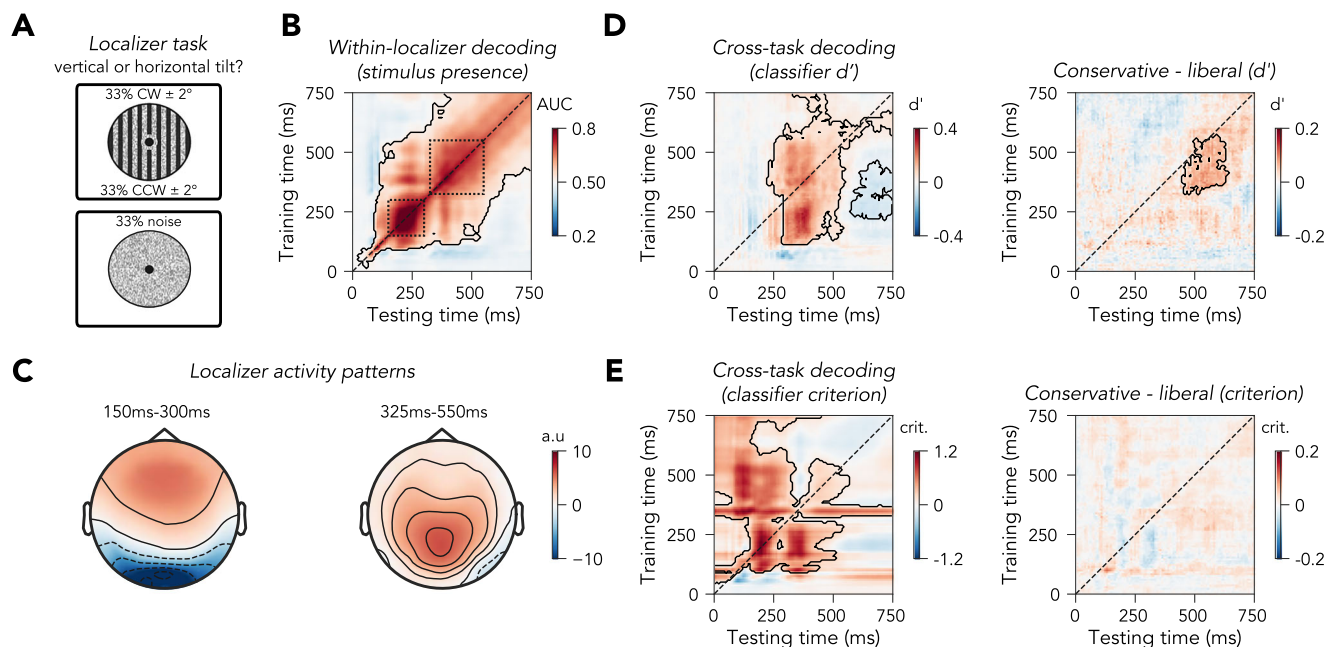 A
Localizer task
vertical or horizontal tilt?
33% CW ± 2°
33% CCW ± 2°
33% noise
B
Within-localizer decoding
(stimulus presence)
AUC
0.8
0.50
0.2
750
500
250
0
Training time (ms)
0
250
500
750
Testing time (ms)
D
Cross-task decoding
(classifier d')
d'
0.4
0
-0.4
750
500
250
0
Training time (ms)
0
250
500
750
Testing time (ms)
Conservative - liberal (d')
d'
0.2
0
-0.2
750
500
250
0
Training time (ms)
0
250
500
750
Testing time (ms)
C
Localizer activity patterns
150ms-300ms
325ms-550ms
a.u
10
0
−10
E
Cross-task decoding
(classifier criterion)
crit.
1.2
0
-1.2
750
500
250
0
Training time (ms)
0
250
500
750
Testing time (ms)
Conservative - liberal (criterion)
crit.
0.2
0
-0.2
750
500
250
0
Training time (ms)
0
250
500
750
Testing time (ms)